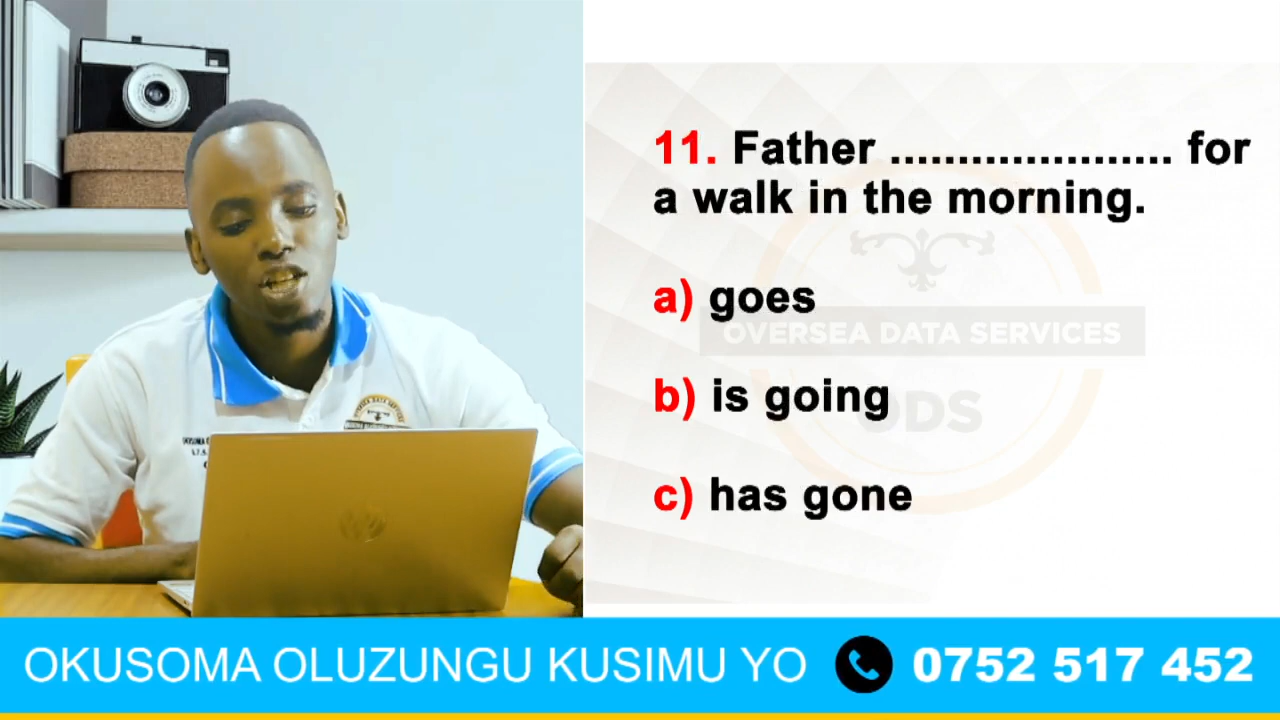 11. Father ..................... for
a walk in the morning.
a) goes
OVERSEA DATA SERVICES
b) is going
ODS
c) has gone
OKUSOMA OLUZUNGU KUSIMU YO
0752 517 452